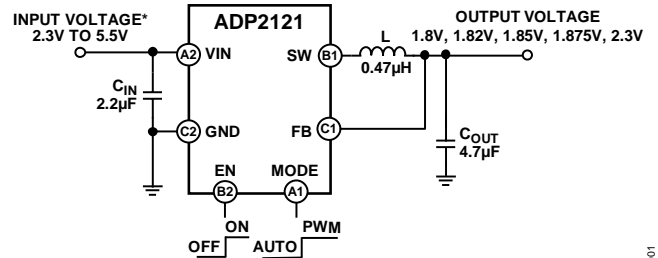 INPUT VOLTAGE*
2.3V TO 5.5V
ADP2121
OUTPUT VOLTAGE
1.8V, 1.82V, 1.85V, 1.875V, 2.3V
A2 VIN
SW B1
L
0.47µH
CIN
2.2µF
C2 GND
FB C1
COUT
4.7µF
EN
MODE
B2
A1
ON
OFF
PWM
AUTO
01